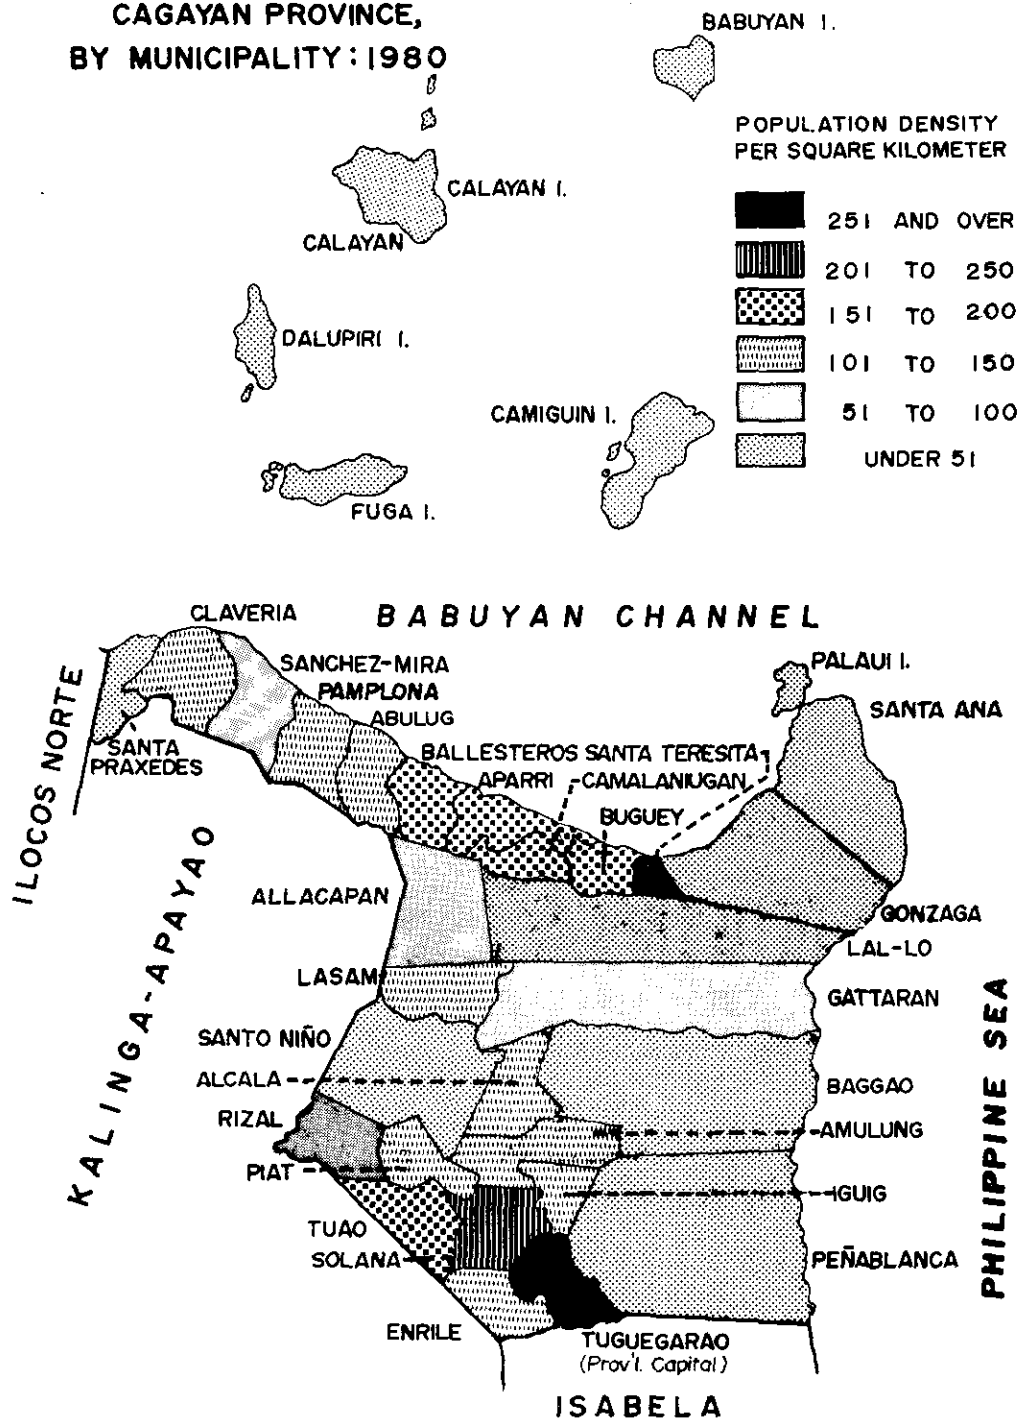 CAGAYAN PROVINCE,
BY MUNICIPALITY: 1980
BABUYAN I.
POPULATION DENSITY
PER SQUARE KILOMETER
251 AND OVER
201 TO 250
151 TO 200
101 TO 150
51 TO 100
UNDER 51
CALAYAN I.
CALAYAN
DALUPIRI I.
CAMIGUIN I.
FUGA I.
BABUYAN CHANNEL
CLAVERIA
SANCHEZ-MIRA
PAMPLONA
ABULUG
PALAUI I.
SANTA ANA
ILOCOS NORTE
SANTA
PRAXEDES
BALLESTEROS SANTA TERESITA
APARRI CAMALANIUGAN
BUGUEY
KALINGA-APAYAO
ALLACAPAN
GONZAGA
LAL-LO
LASAM
GATTARAN
SANTO NIÑO
ALCALA
BAGGAO
RIZAL
AMULUNG
PIAT
IGUIG
TUAO
SOLANA
PEÑABLANCA
PHILIPPINE SEA
ENRILE
TUGUEGARAO
(Prov'l. Capital)
ISABELA